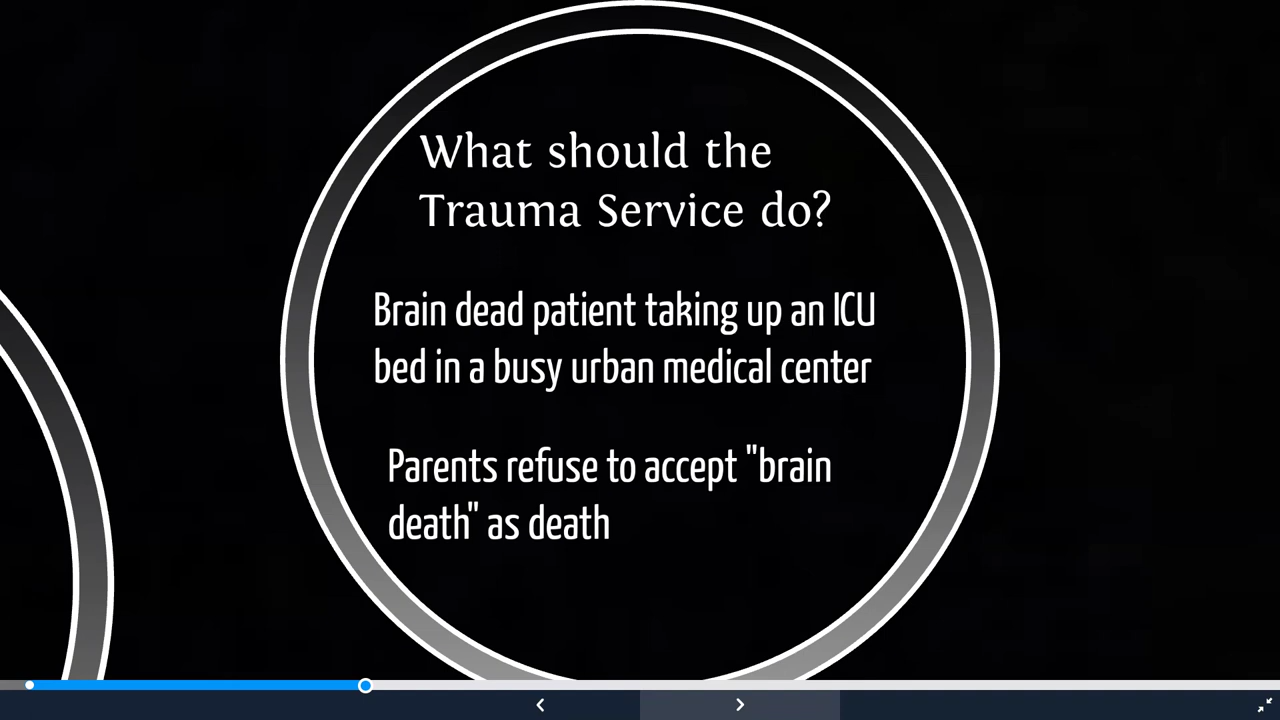 What should the
Trauma Service do?
Brain dead patient taking up an ICU
bed in a busy urban medical center
Parents refuse to accept "brain
death" as death